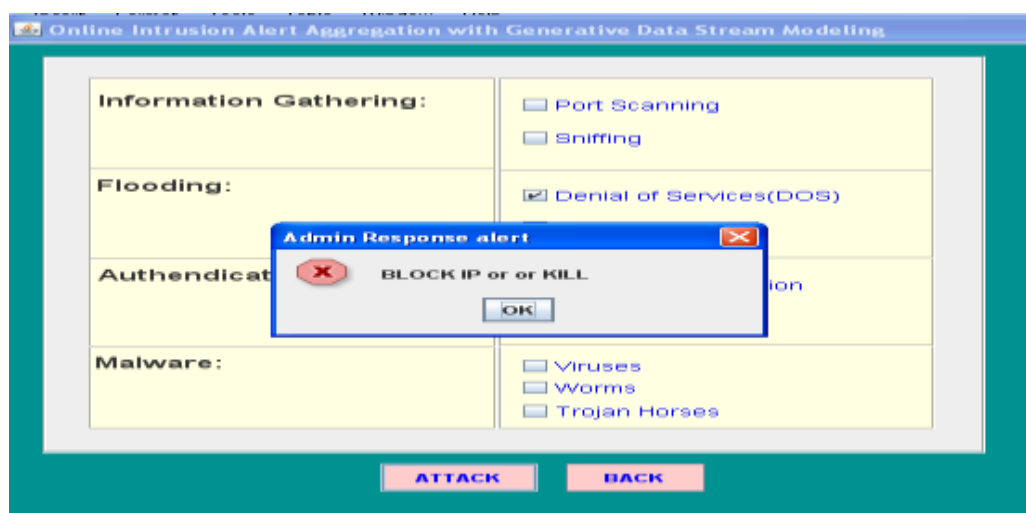 Online Intrusion Alert Aggregation with Generative Data Stream Modeling
Information Gathering:
Port Scanning
Sniffing
Flooding:
Denial of Services(DOS)
Admin Response alert
BLOCK IP or or KILL
OK
Authendicat
ion
Malware:
Viruses
Worms
Trojan Horses
ATTACK
BACK